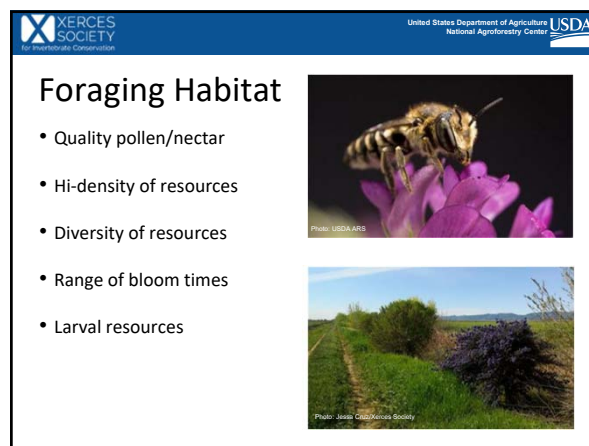 XERCES
SOCIETY
for Invertebrate Conservation
United States Department of Agriculture
National Agroforestry Center
USDA
Foraging Habitat
• Quality pollen/nectar
• Hi-density of resources
• Diversity of resources
• Range of bloom times
• Larval resources
Photo: USDA ARS
Photo: Jessa Cruz/Xerces Society